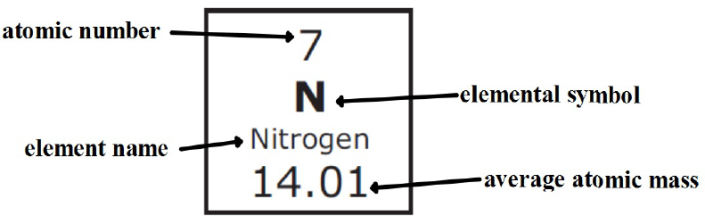 atomic number
7
N
elemental symbol
element name
Nitrogen
14.01
average atomic mass